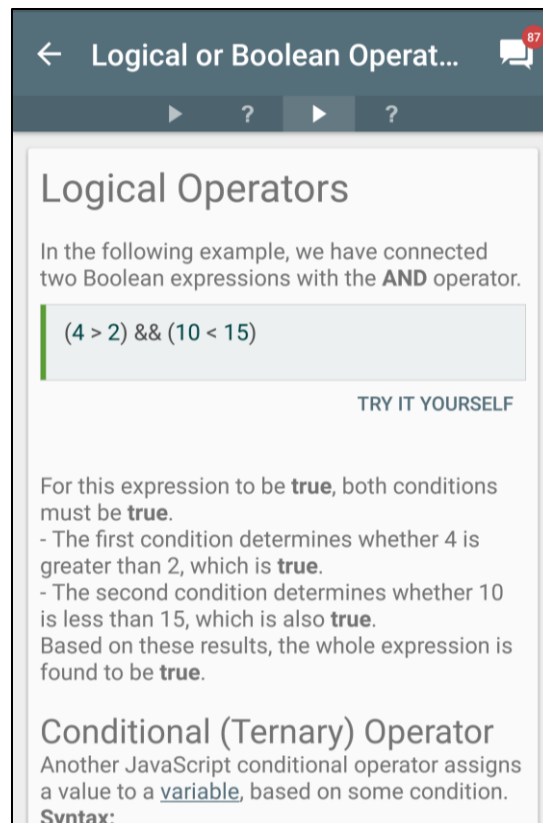 Logical or Boolean Operat...
87
?
?
Logical Operators
In the following example, we have connected
two Boolean expressions with the AND operator.
(4 > 2) && (10 < 15)
TRY IT YOURSELF
For this expression to be true, both conditions
must be true.
- The first condition determines whether 4 is
greater than 2, which is true.
- The second condition determines whether 10
is less than 15, which is also true.
Based on these results, the whole expression is
found to be true.
Conditional (Ternary) Operator
Another JavaScript conditional operator assigns
a value to a variable, based on some condition.
Syntax: